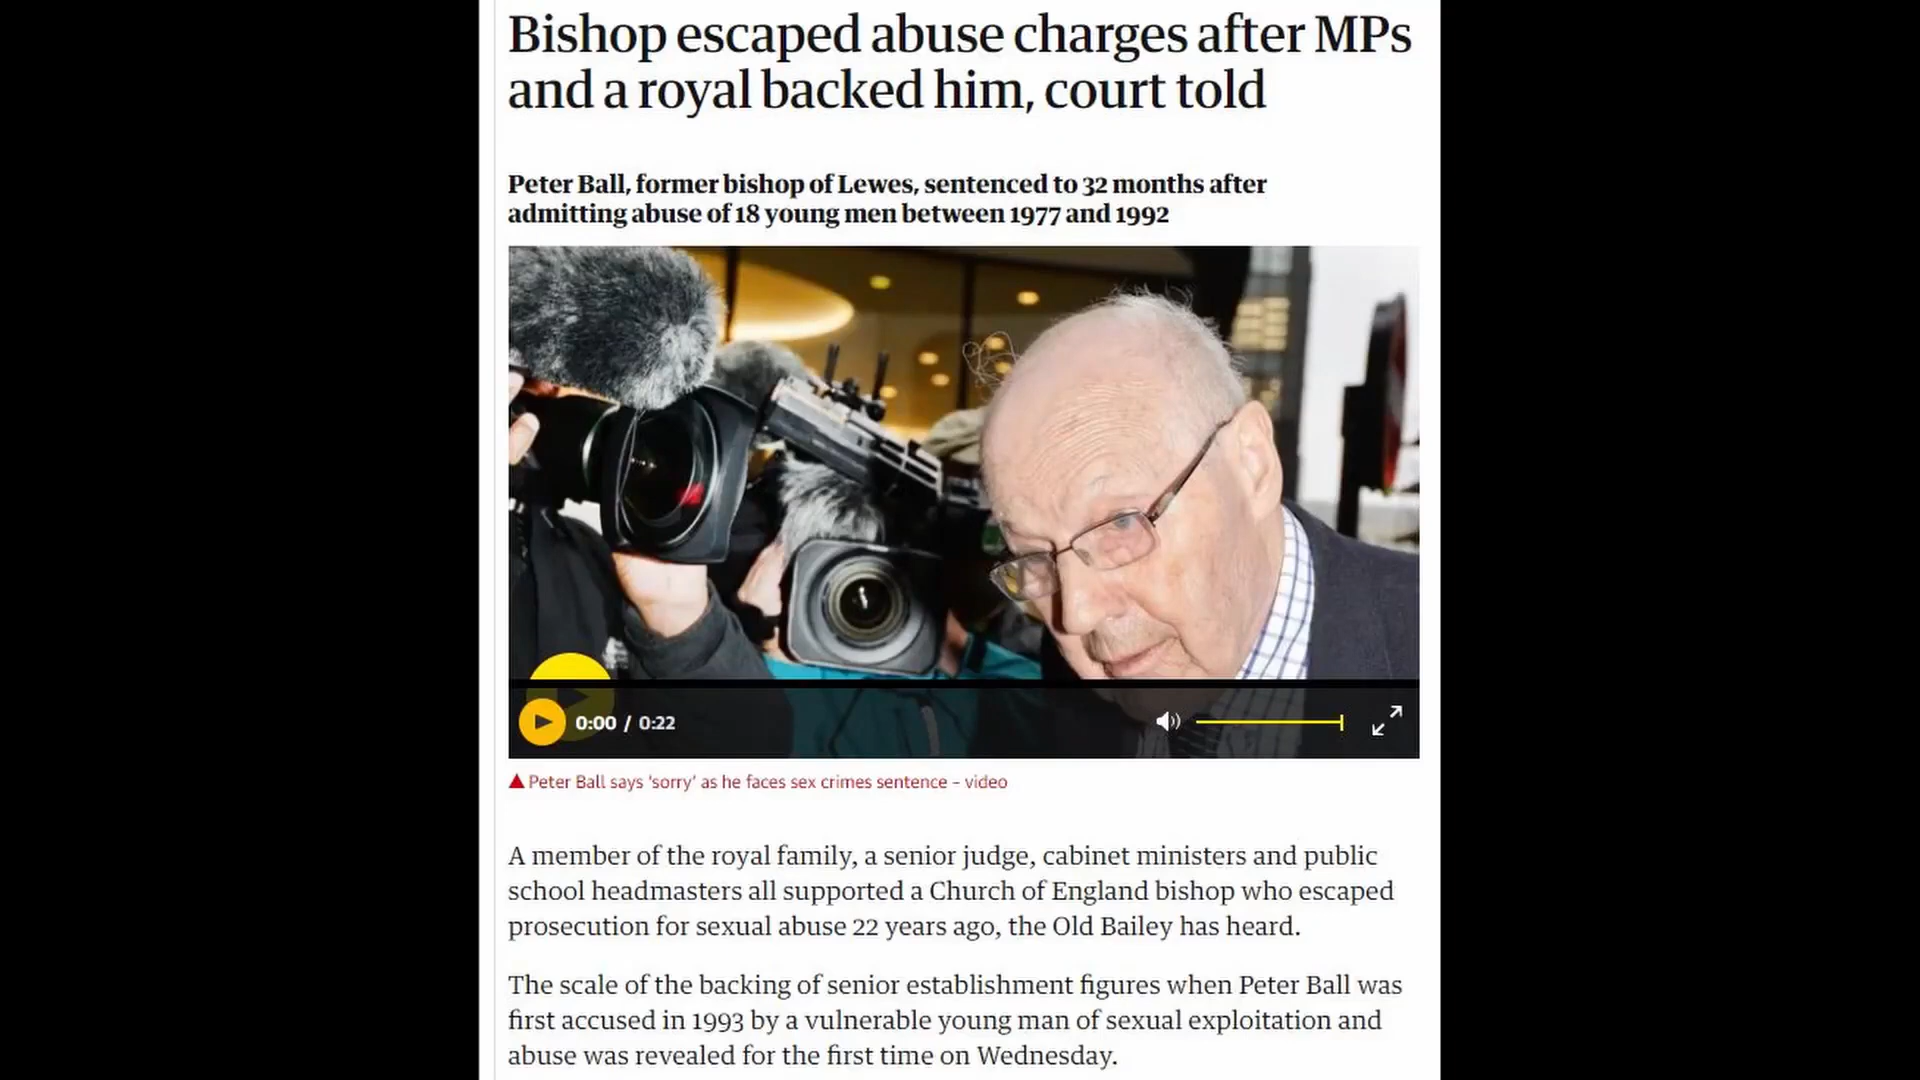 Bishop escaped abuse charges after MPs
and a royal backed him, court told
Peter Ball, former bishop of Lewes, sentenced to 32 months after
admitting abuse of 18 young men between 1977 and 1992
0:00 / 0:22
Peter Ball says ‘sorry’ as he faces sex crimes sentence – video
A member of the royal family, a senior judge, cabinet ministers and public
school headmasters all supported a Church of England bishop who escaped
prosecution for sexual abuse 22 years ago, the Old Bailey has heard.
The scale of the backing of senior establishment figures when Peter Ball was
first accused in 1993 by a vulnerable young man of sexual exploitation and
abuse was revealed for the first time on Wednesday.